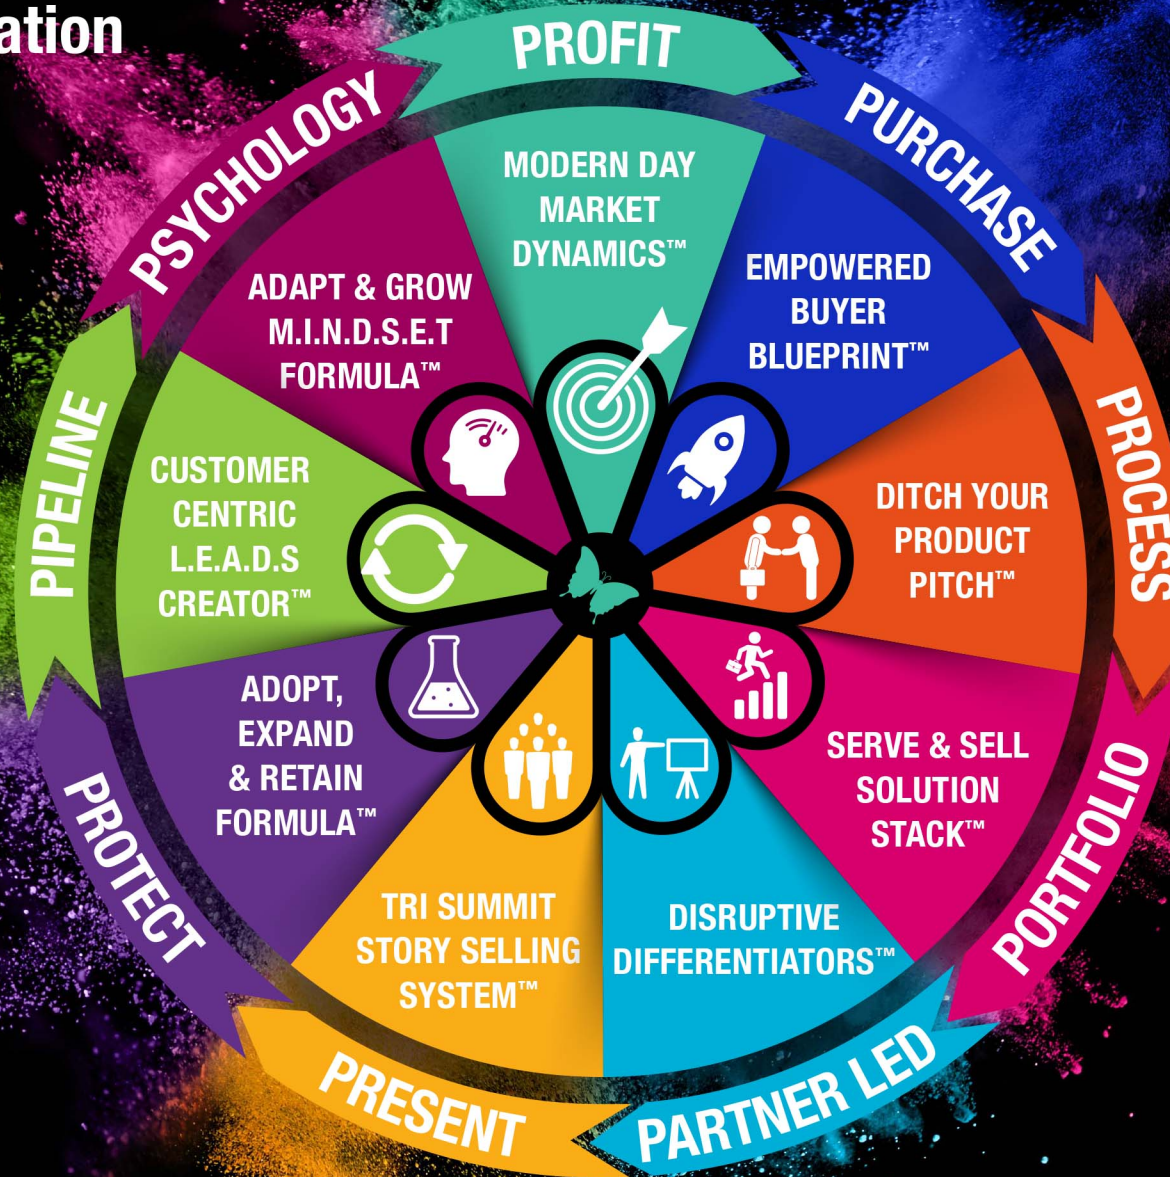 PROFIT
MODERN DAY
MARKET
DYNAMICS™
PURCHASE
EMPOWERED
BUYER
BLUEPRINT™
PROCESS
DITCH YOUR
PRODUCT
PITCH™
PORTFOLIO
SERVE & SELL
SOLUTION
STACK™
PARTNER LED
DISRUPTIVE
DIFFERENTIATORS™
PRESENT
TRI SUMMIT
STORY SELLING
SYSTEM™
PROTECT
ADOPT,
EXPAND
& RETAIN
FORMULA™
PIPELINE
CUSTOMER
CENTRIC
L.E.A.D.S
CREATOR™
PSYCHOLOGY
ADAPT & GROW
M.I.N.D.S.E.T
FORMULA™